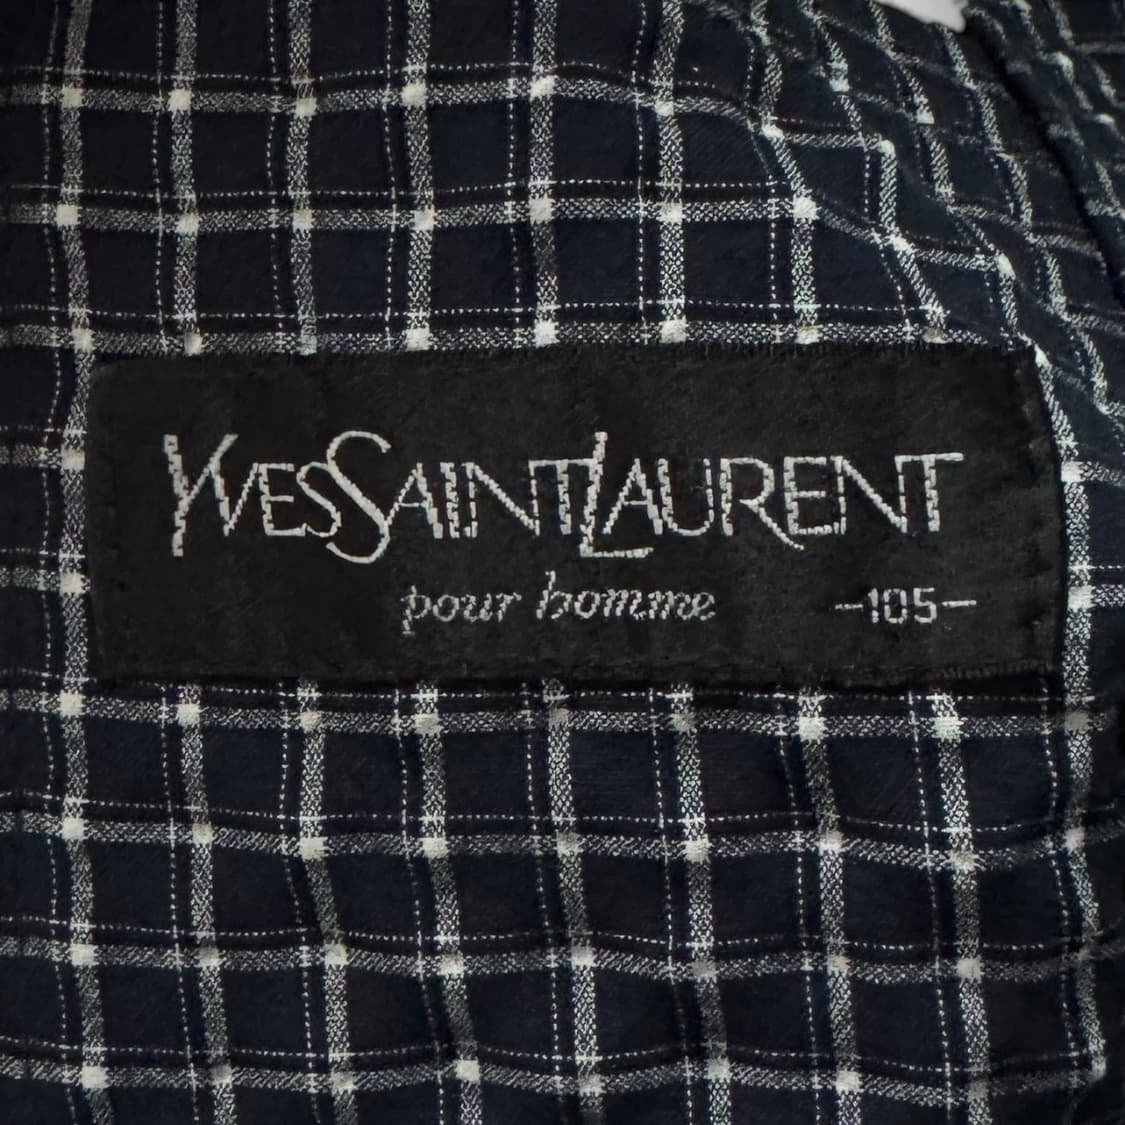 YVESSAINTLAURENT
pour homme -105-